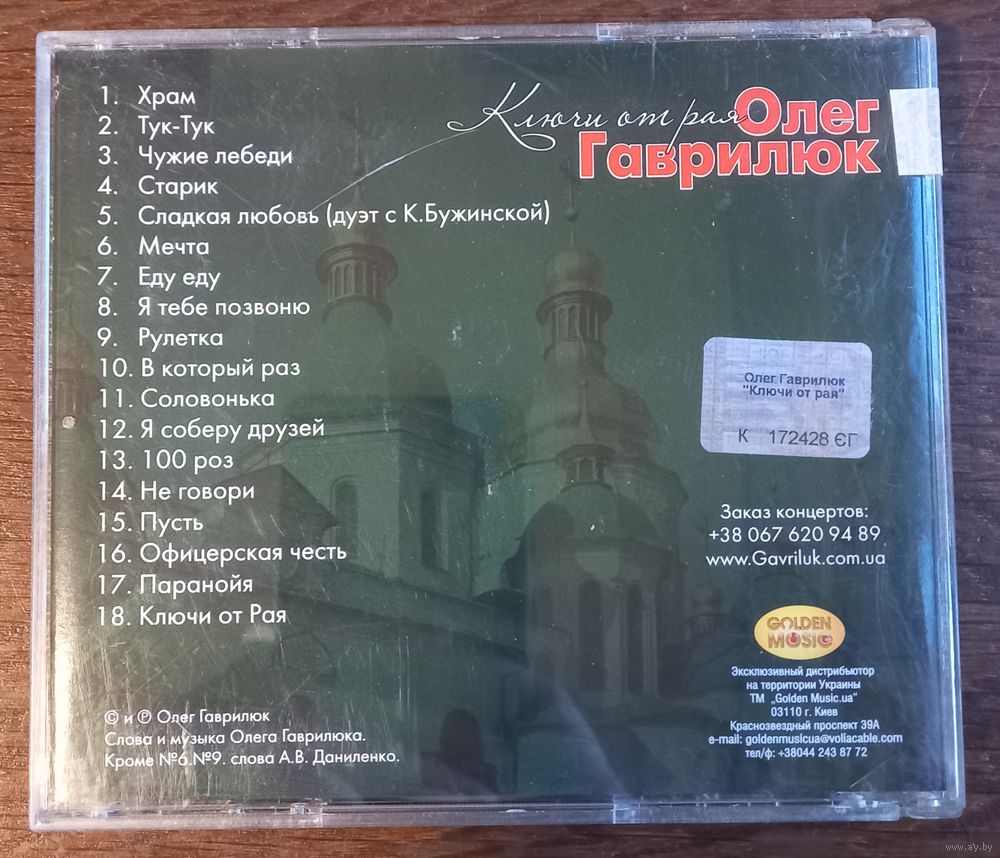 1. Храм
2. Тук-Тук
3. Чужие лебеди
4. Старик
5. Сладкая любовь (дуэт с К.Бужинской)
6. Мечта
7. Еду еду
8. Я тебе позвоню
9. Рулетка
10. В который раз
11. Соловонька
12. Я соберу друзей
13. 100 роз
14. Не говори
15. Пусть
16. Офицерская честь
17. Паранойя
18. Ключи от Рая
Ключи от рая
Олег
Гаврилюк
Олег Гаврилюк
"Ключи от рая"
К 172428 ЄГ
Заказ концертов:
+38 067 620 94 89
www.Gavriluk.com.ua
GOLDEN
MUSIC
Эксклюзивный дистрибьютор
на территории Украины
ТМ „Golden Music.ua“
03110 г. Киев
Краснозвездный проспект 39А
e-mail: goldenmusicua@voliacable.com
тел/ф: +38044 243 87 72
© и ℗ Олег Гаврилюк
Слова и музыка Олега Гаврилюка.
Кроме №6.№9. слова А.В. Даниленко.
www.ay.by